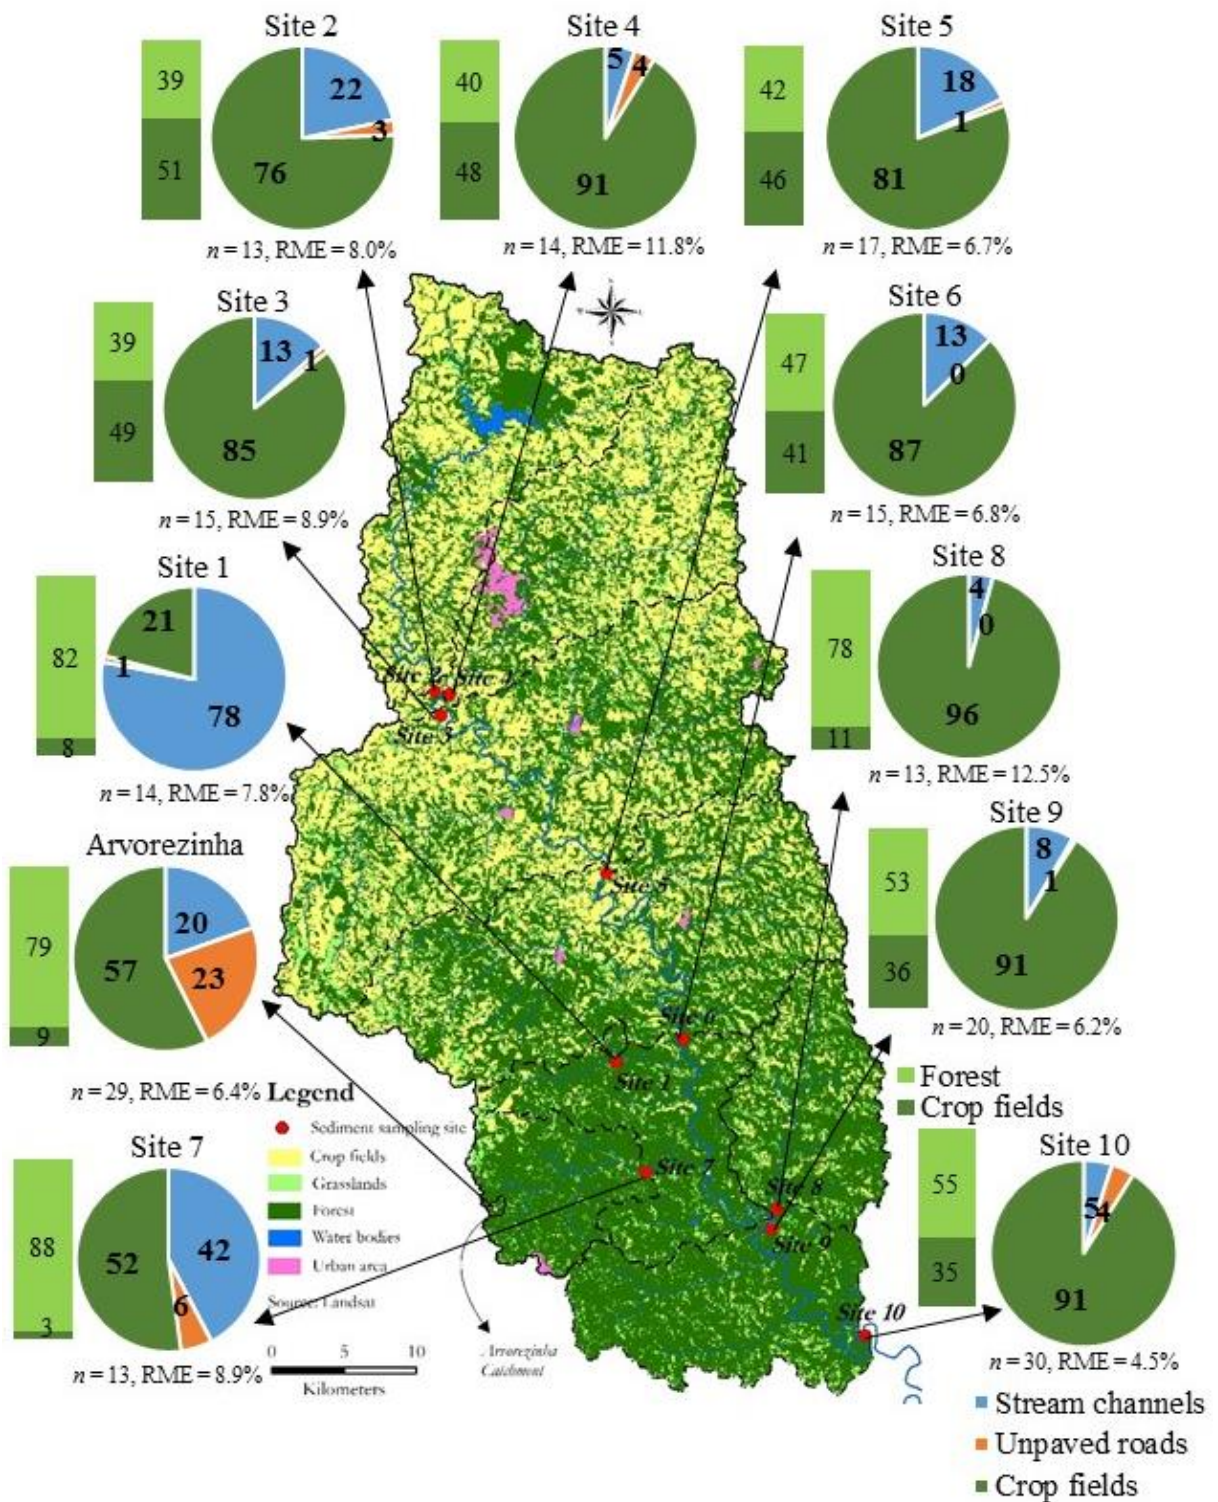 Site 2
39
51
22
3
76
n = 13, RME = 8.0%
Site 4
40
48
5
4
91
n = 14, RME = 11.8%
Site 5
42
46
18
1
81
n = 17, RME = 6.7%
Site 3
39
49
13
1
85
n = 15, RME = 8.9%
Site 6
47
41
13
0
87
n = 15, RME = 6.8%
Site 1
82
8
21
1
78
n = 14, RME = 7.8%
Site 8
78
11
4
0
96
n = 13, RME = 12.5%
Arvorezinha
79
9
20
23
57
n = 29, RME = 6.4%
Site 9
53
36
8
1
91
n = 20, RME = 6.2%
Site 7
88
3
42
6
52
n = 13, RME = 8.9%
Forest
Crop fields
Site 10
55
35
5
4
91
n = 30, RME = 4.5%
Stream channels
Unpaved roads
Crop fields
Site 2
Site 4
Site 3
Site 5
Site 6
Site 1
Site 7
Site 8
Site 9
Site 10
Legend
Sediment sampling site
Crop fields
Grasslands
Forest
Water bodies
Urban area
Source: Landsat
0 5 10
Kilometers
Arvorezinha
Catchment